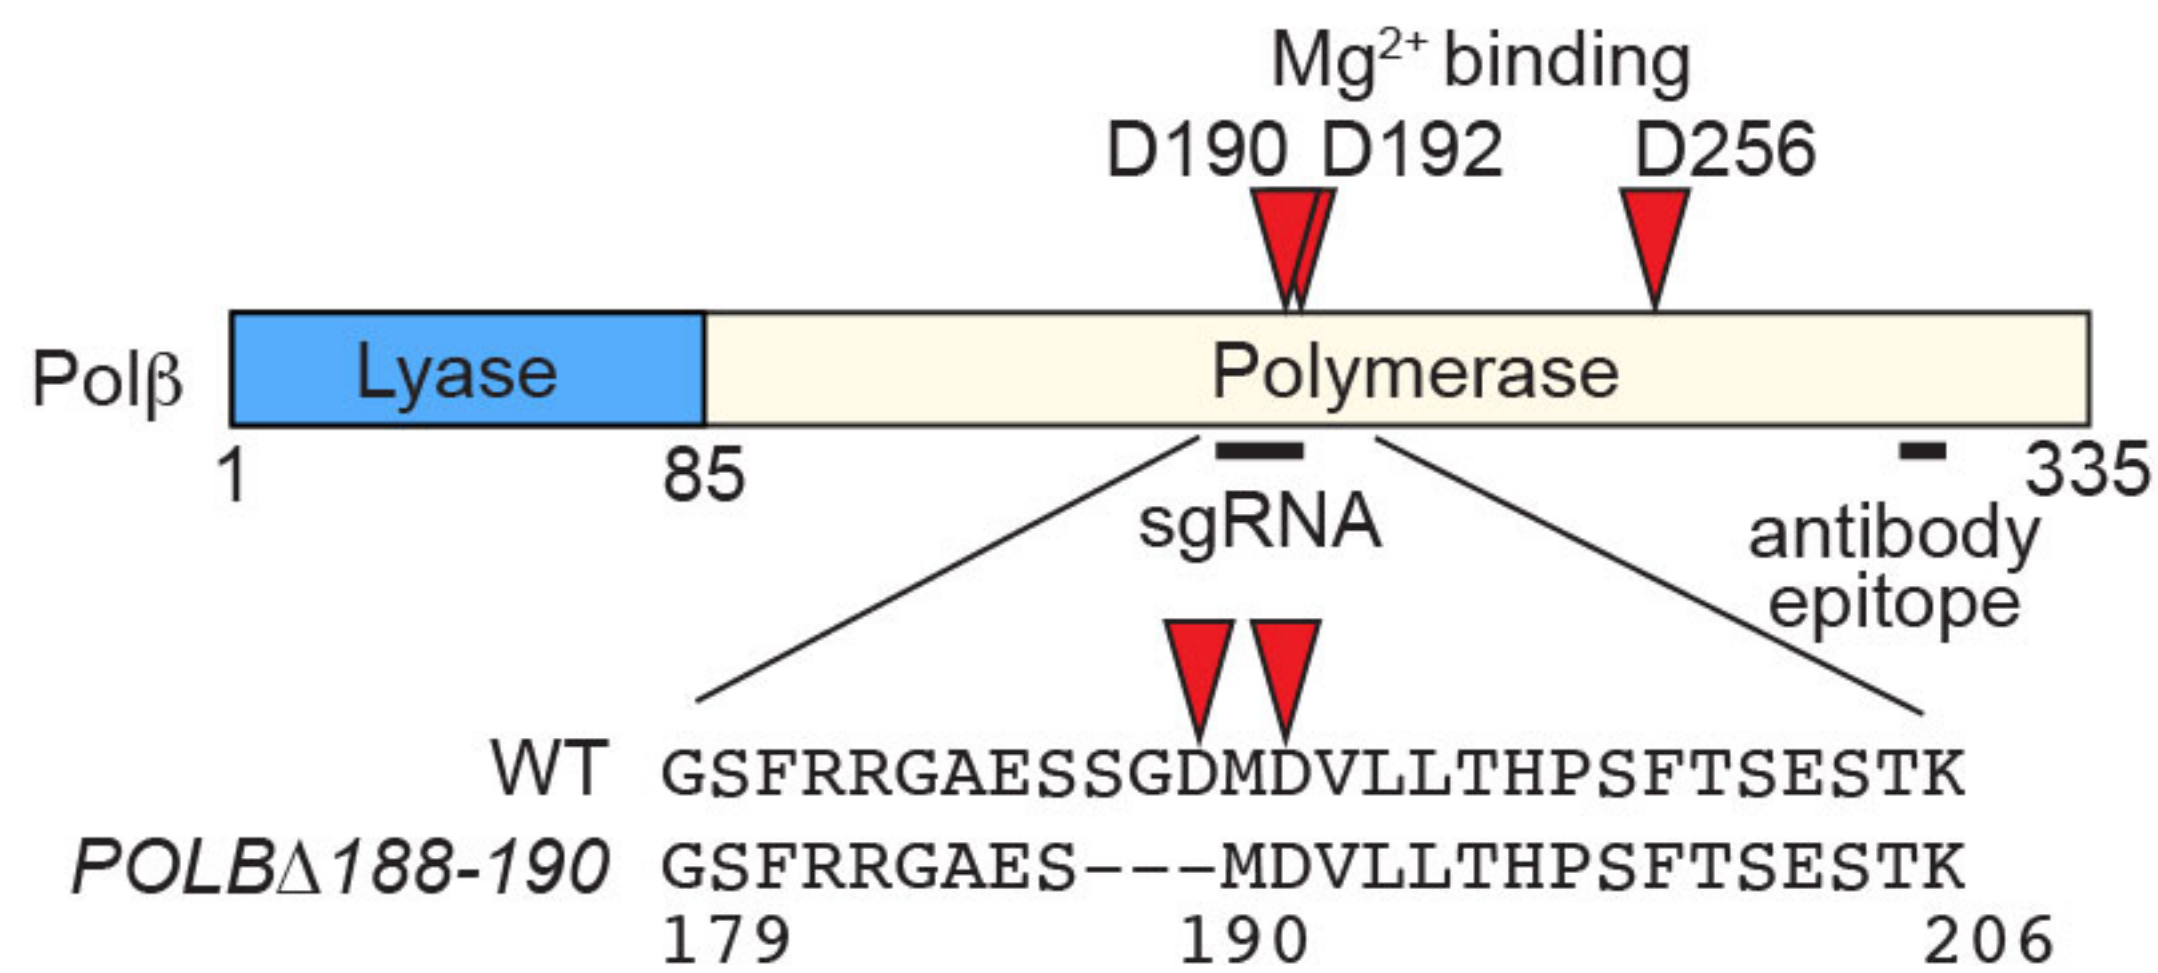 Mg²⁺ binding
D190 D192 D256
Polβ Lyase Polymerase
1 85 335
sgRNA
antibody
epitope
WT GSFRRGAESSGDMDVLLTHPSFTSESTK
POLBΔ188-190 GSFRRGAES---MDVLLTHPSFTSESTK
179 190 206